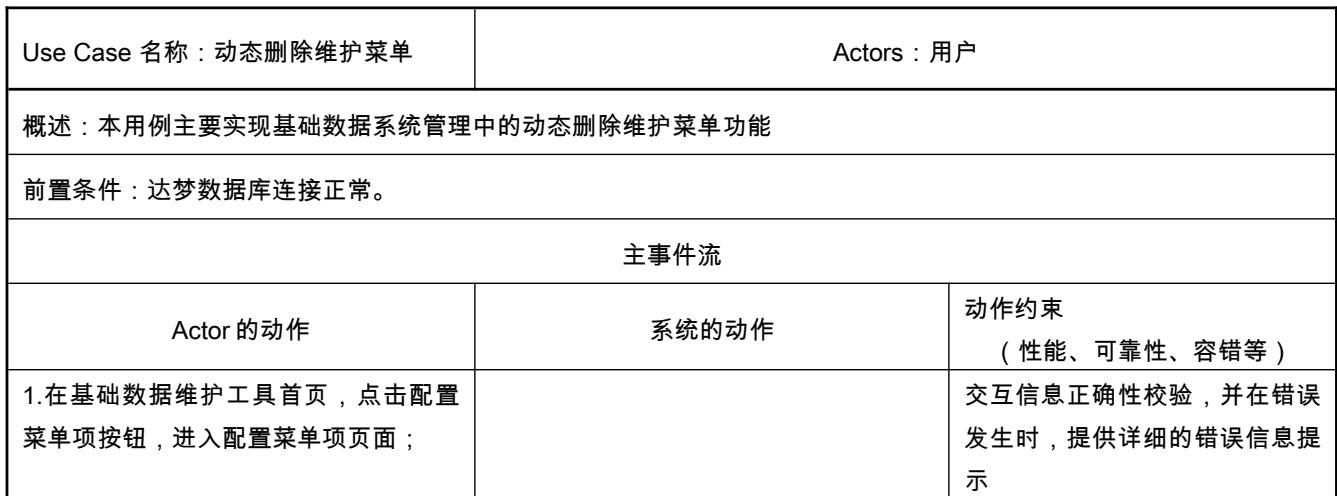 Use Case 名称：动态删除维护菜单
Actors：用户
概述：本用例主要实现基础数据系统管理中的动态删除维护菜单功能
前置条件：达梦数据库连接正常。
主事件流
Actor 的动作
系统的动作
动作约束
（性能、可靠性、容错等）
1.在基础数据维护工具首页，点击配置
菜单项按钮，进入配置菜单项页面；
交互信息正确性校验，并在错误
发生时，提供详细的错误信息提
示